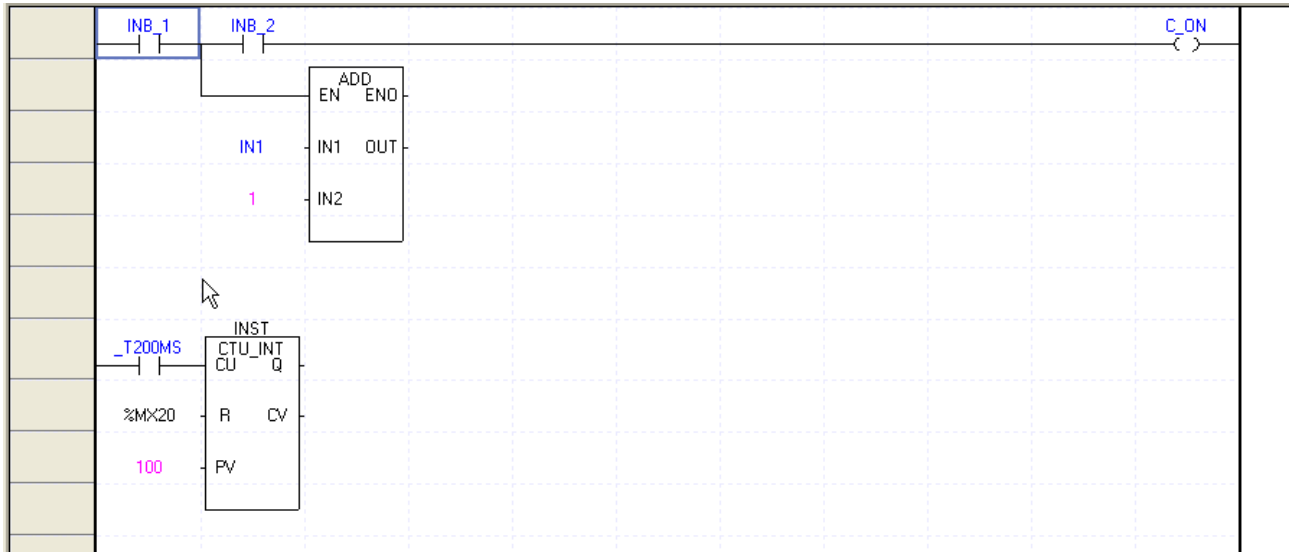 INB_1 INB_2 C_ON
ADD
EN ENO
IN1 IN1 OUT
1 IN2
INST
_T200MS CTU_INT
CU Q
%MX20 R CV
100 PV